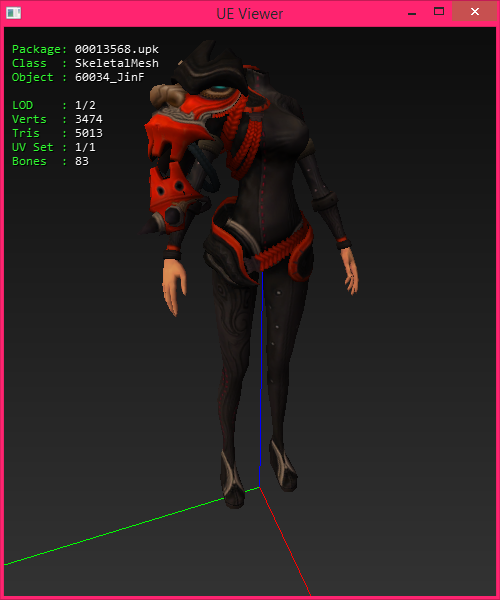 UE Viewer
Package: 00013568.upk
Class  : SkeletalMesh
Object : 60034_JinF
LOD    : 1/2
Verts  : 3474
Tris   : 5013
UV Set : 1/1
Bones  : 83